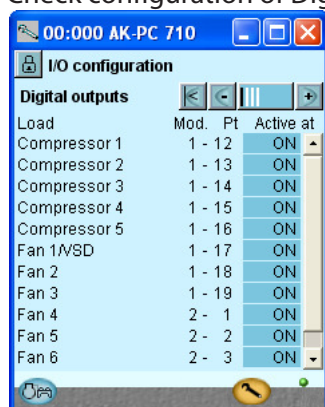 Check configuration of Di
00:000 AK-PC 710
I/O configuration
Digital outputs
Load Mod. Pt Active at
Compressor 1 1 - 12 ON
Compressor 2 1 - 13 ON
Compressor 3 1 - 14 ON
Compressor 4 1 - 15 ON
Compressor 5 1 - 16 ON
Fan 1/VSD 1 - 17 ON
Fan 2 1 - 18 ON
Fan 3 1 - 19 ON
Fan 4 2 - 1 ON
Fan 5 2 - 2 ON
Fan 6 2 - 3 ON